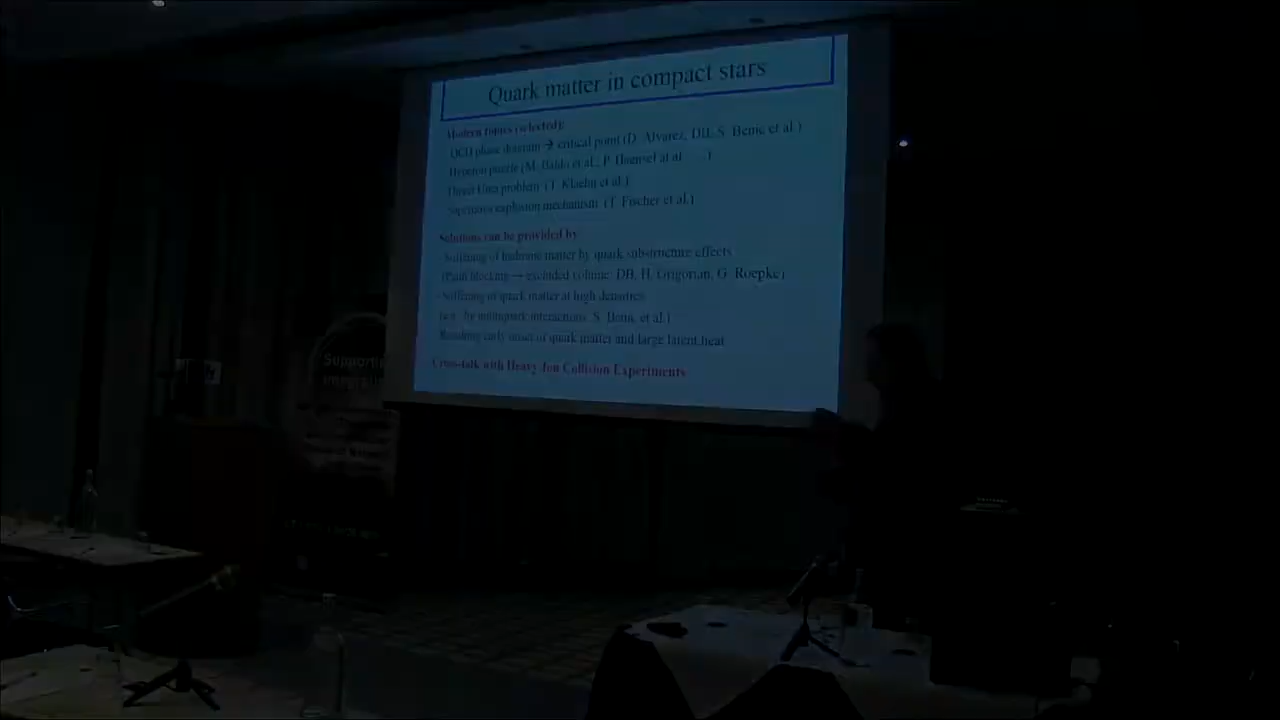 Quark matter in compact stars
Modern topics (selected):
QCD phase diagram → critical point (D. Alvarez, DB, S. Benic et al.)
Hyperon puzzle (M. Baldo et al., P. Haensel at al ...)
Direct Urca problem (T. Klaehn et al.)
Supernova explosion mechanism (T. Fischer et al.)
Solutions can be provided by
- Softening of hadronic matter by quark substructure effects
(Pauli blocking → excluded volume: DB, H. Grigorian, G. Roepke)
- Stiffening of quark matter at high densities
(e.g., by multiquark interactions: S. Benic et al.)
Resulting early onset of quark matter and large latent heat
Cross-talk with Heavy-Ion Collision Experiments